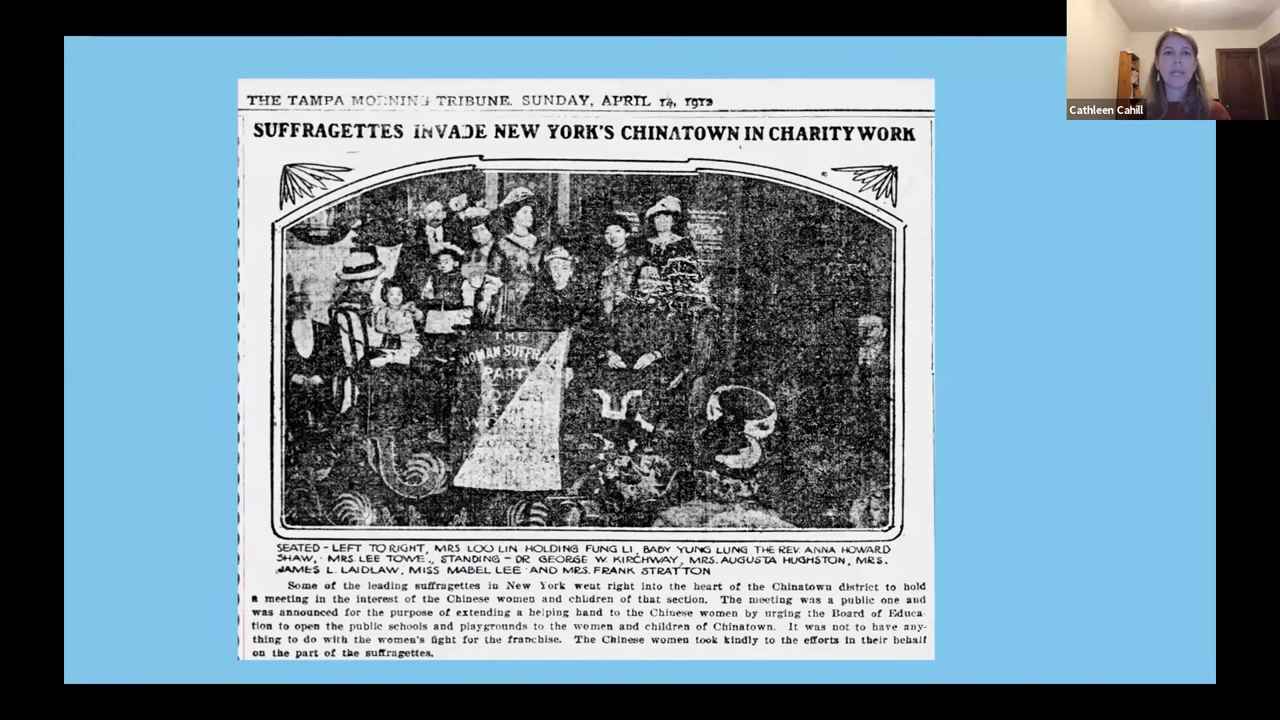 Cathleen Cahill
THE TAMPA MORNING TRIBUNE. SUNDAY, APRIL 14, 1912
SUFFRAGETTES INVADE NEW YORK'S CHINATOWN IN CHARITY WORK
THE
WOMAN SUFFRAGE
PARTY
SEATED - LEFT TO RIGHT, MRS LOO LIN HOLDING FUNG LI, BABY YUNG LUNG THE REV. ANNA HOWARD
SHAW, MRS. LEE TOWE., STANDING - DR GEORGE W. KIRCHWAY, MRS. AUGUSTA HUGHSTON, MRS.
JAMES L. LAIDLAW, MISS MABEL LEE AND MRS. FRANK STRATTON
Some of the leading suffragettes in New York went right into the heart of the Chinatown district to hold
a meeting in the interest of the Chinese women and children of that section. The meeting was a public one and
was announced for the purpose of extending a helping hand to the Chinese women by urging the Board of Educa-
tion to open the public schools and playgrounds to the women and children of Chinatown. It was not to have any-
thing to do with the women's fight for the franchise. The Chinese women took kindly to the efforts in their behalf
on the part of the suffragettes.